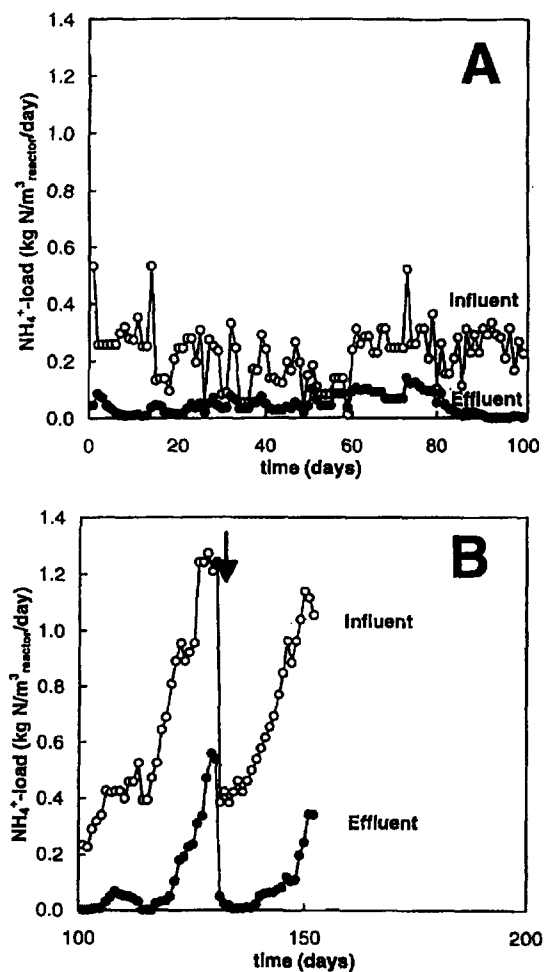 A
NH₄⁺-load (kg N/m³reactor/day)
1.4
1.2
1.0
0.8
0.6
0.4
0.2
0.0
Influent
Effluent
0 20 40 60 80 100
time (days)
B
NH₄⁺-load (kg N/m³reactor/day)
1.4
1.2
1.0
0.8
0.6
0.4
0.2
0.0
Influent
Effluent
100 150 200
time (days)